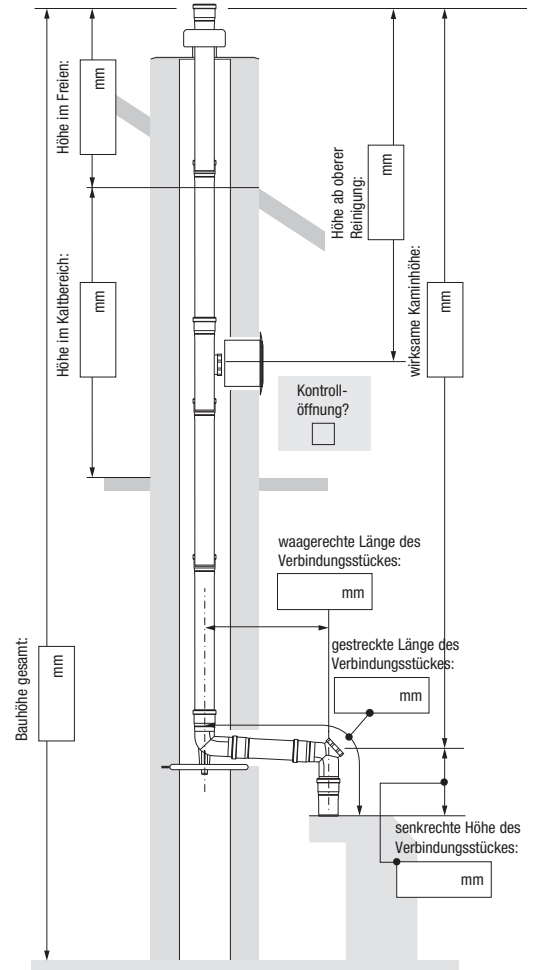 Höhe im Freien:
mm
Höhe im Kaltbereich:
mm
Höhe ab oberer
Reinigung:
mm
wirksame Kaminhöhe:
mm
Kontroll-
öffnung?
waagerechte Länge des
Verbindungsstückes:
mm
gestreckte Länge des
Verbindungsstückes:
mm
Bauhöhe gesamt:
mm
senkrechte Höhe des
Verbindungsstückes:
mm